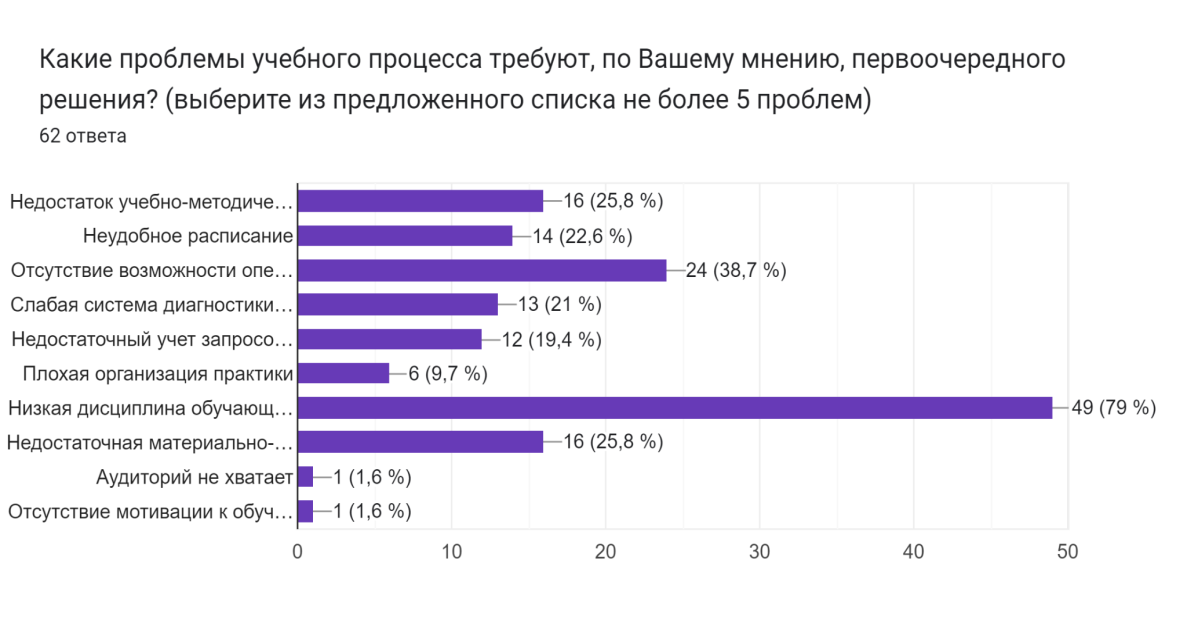 Какие проблемы учебного процесса требуют, по Вашему мнению, первоочередного
решения? (выберите из предложенного списка не более 5 проблем)
62 ответа
Недостаток учебно-методиче… 16 (25,8 %)
Неудобное расписание 14 (22,6 %)
Отсутствие возможности опе… 24 (38,7 %)
Слабая система диагностики… 13 (21 %)
Недостаточный учет запросо… 12 (19,4 %)
Плохая организация практики 6 (9,7 %)
Низкая дисциплина обучающ… 49 (79 %)
Недостаточная материально-… 16 (25,8 %)
Аудиторий не хватает 1 (1,6 %)
Отсутствие мотивации к обуч… 1 (1,6 %)
0 10 20 30 40 50